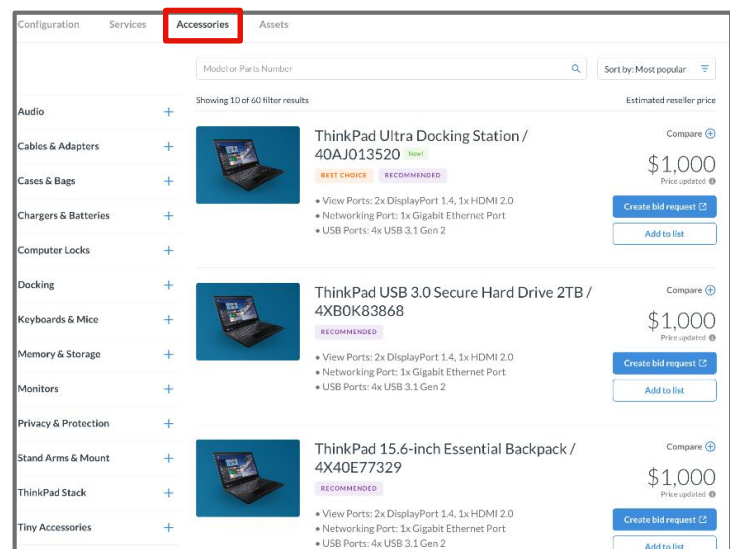 Configuration Services Accessories Assets
Model or Parts Number
Sort by: Most popular
Showing 10 of 60 filter results
Estimated reseller price
Audio
Cables & Adapters
Cases & Bags
Chargers & Batteries
Computer Locks
Docking
Keyboards & Mice
Memory & Storage
Monitors
Privacy & Protection
Stand Arms & Mount
ThinkPad Stack
Tiny Accessories
ThinkPad Ultra Docking Station /
40AJ013520 New!
BEST CHOICE RECOMMENDED
• View Ports: 2x DisplayPort 1.4, 1x HDMI 2.0
• Networking Port: 1x Gigabit Ethernet Port
• USB Ports: 4x USB 3.1 Gen 2
Compare
$1,000
Price updated
Create bid request
Add to list
ThinkPad USB 3.0 Secure Hard Drive 2TB /
4XB0K83868
RECOMMENDED
• View Ports: 2x DisplayPort 1.4, 1x HDMI 2.0
• Networking Port: 1x Gigabit Ethernet Port
• USB Ports: 4x USB 3.1 Gen 2
Compare
$1,000
Price updated
Create bid request
Add to list
ThinkPad 15.6-inch Essential Backpack /
4X40E77329
RECOMMENDED
• View Ports: 2x DisplayPort 1.4, 1x HDMI 2.0
• Networking Port: 1x Gigabit Ethernet Port
• USB Ports: 4x USB 3.1 Gen 2
Compare
$1,000
Price updated
Create bid request
Add to list